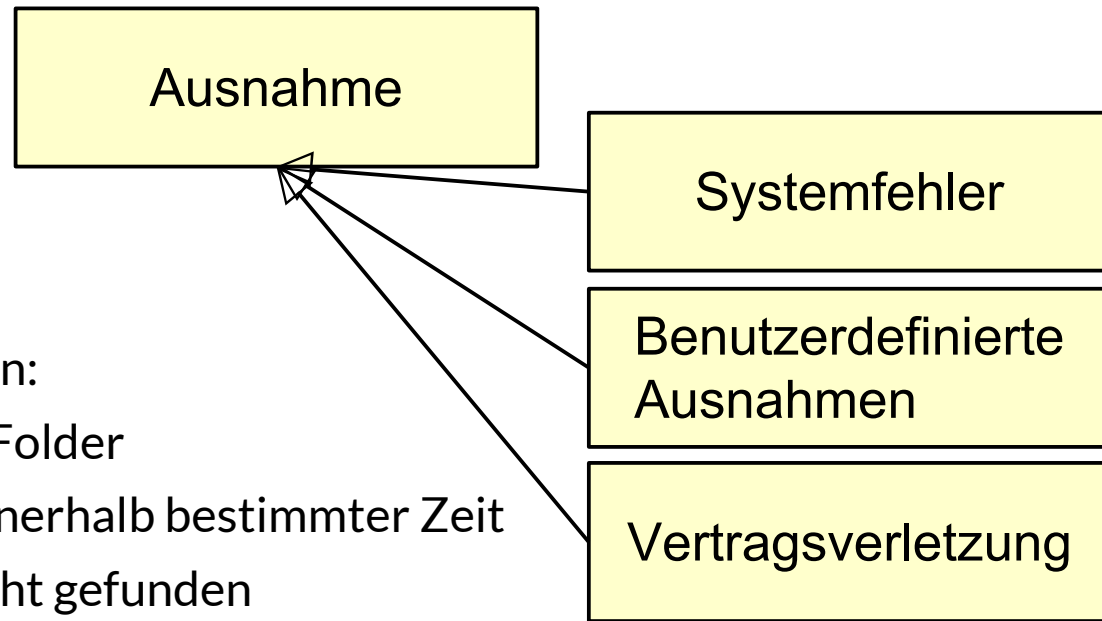 Ausnahme
Systemfehler
Benutzerdefinierte
Ausnahmen
Vertragsverletzung
n:
Folder
nerhalb bestimmter Zeit
ht gefunden